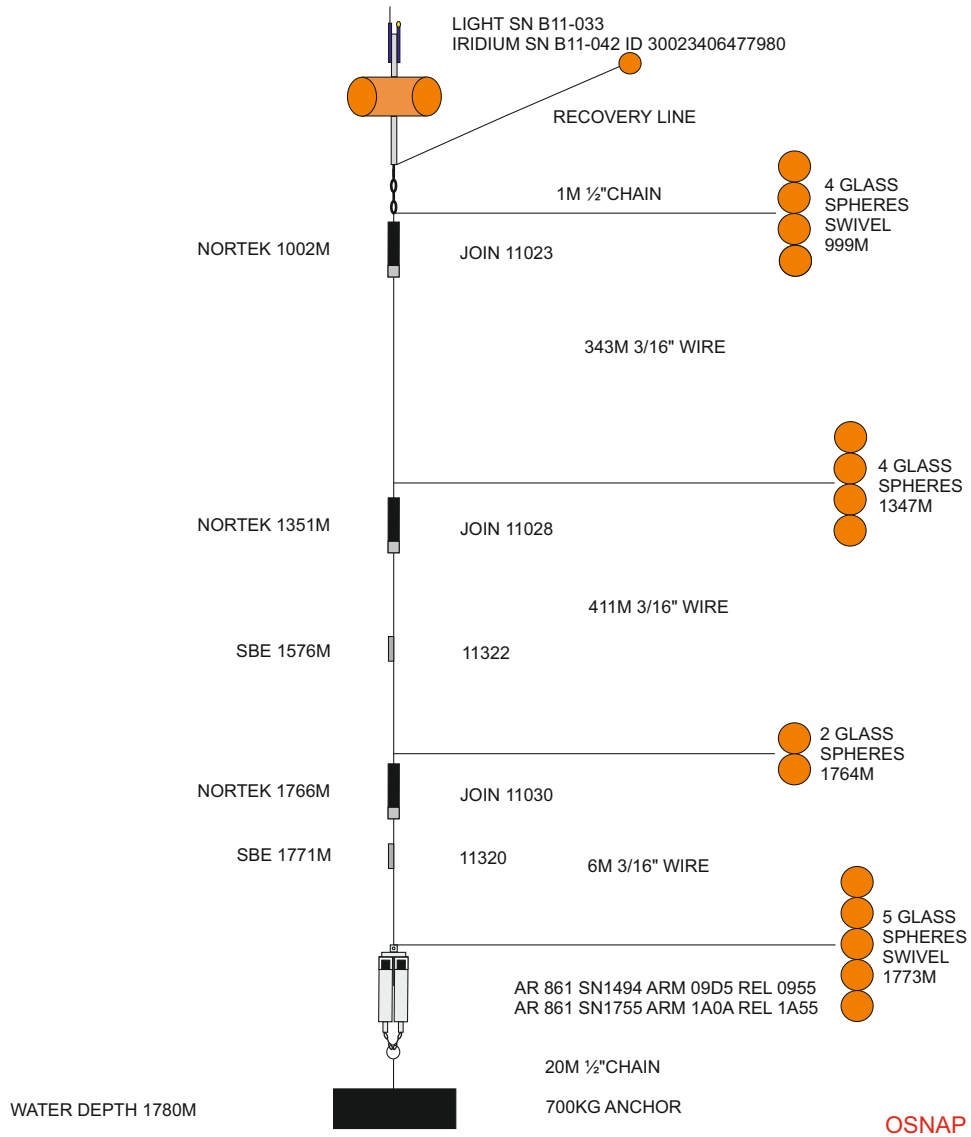 LIGHT SN B11-033
IRIDIUM SN B11-042 ID 30023406477980
RECOVERY LINE
1M ½"CHAIN
4 GLASS
SPHERES
SWIVEL
999M
NORTEK 1002M
JOIN 11023
343M 3/16" WIRE
4 GLASS
SPHERES
1347M
NORTEK 1351M
JOIN 11028
411M 3/16" WIRE
SBE 1576M
11322
2 GLASS
SPHERES
1764M
NORTEK 1766M
JOIN 11030
SBE 1771M
11320
6M 3/16" WIRE
5 GLASS
SPHERES
SWIVEL
1773M
AR 861 SN1494 ARM 09D5 REL 0955
AR 861 SN1755 ARM 1A0A REL 1A55
20M ½"CHAIN
WATER DEPTH 1780M
700KG ANCHOR
OSNAP